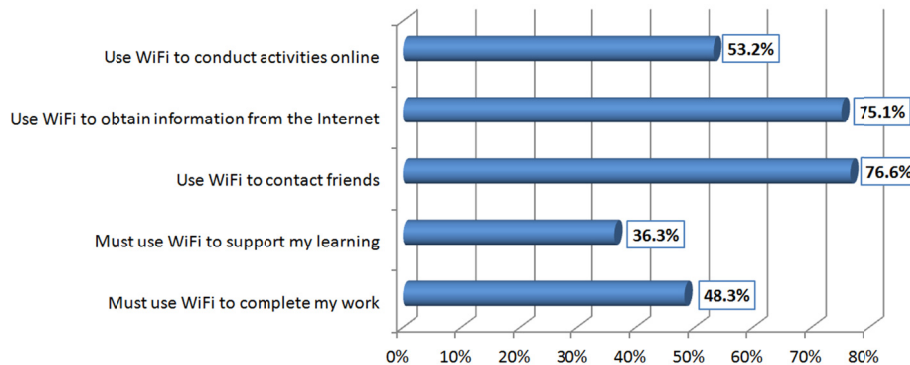 Use WiFi to conduct activities online
53.2%
Use WiFi to obtain information from the Internet
75.1%
Use WiFi to contact friends
76.6%
Must use WiFi to support my learning
36.3%
Must use WiFi to complete my work
48.3%
0% 10% 20% 30% 40% 50% 60% 70% 80%